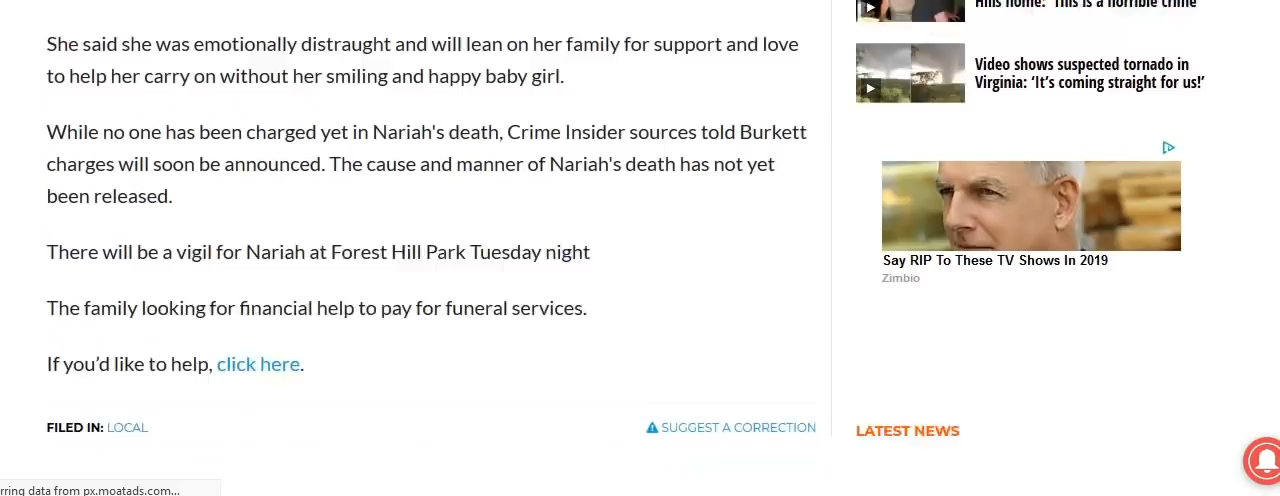 She said she was emotionally distraught and will lean on her family for support and love
to help her carry on without her smiling and happy baby girl.
While no one has been charged yet in Nariah's death, Crime Insider sources told Burkett
charges will soon be announced. The cause and manner of Nariah's death has not yet
been released.
There will be a vigil for Nariah at Forest Hill Park Tuesday night
The family looking for financial help to pay for funeral services.
If you’d like to help, click here.
FILED IN: LOCAL
SUGGEST A CORRECTION
Hills home: ‘This is a horrible crime’
Video shows suspected tornado in
Virginia: ‘It’s coming straight for us!’
Say RIP To These TV Shows In 2019
Zimbio
LATEST NEWS
rring data from px.moatads.com...